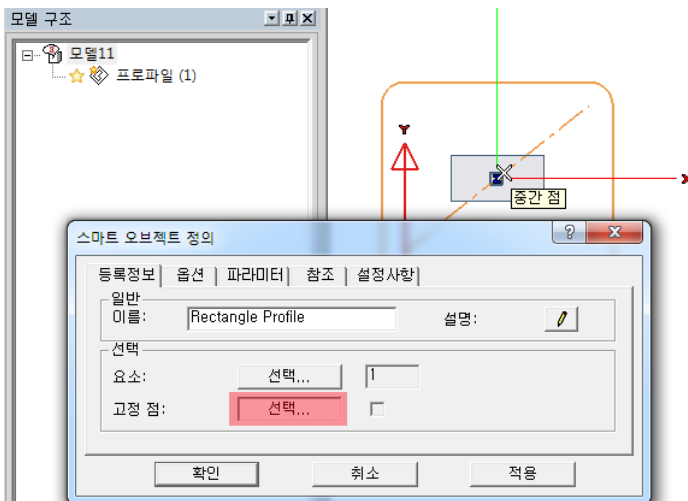 모델 구조
모델11
프로파일 (1)
Y
X
Z
중간 점
스마트 오브젝트 정의
등록정보 옵션 파라미터 참조 설정사항
일반
이름: Rectangle Profile 설명:
선택
요소: 선택... 1
고정 점: 선택...
확인 취소 적용